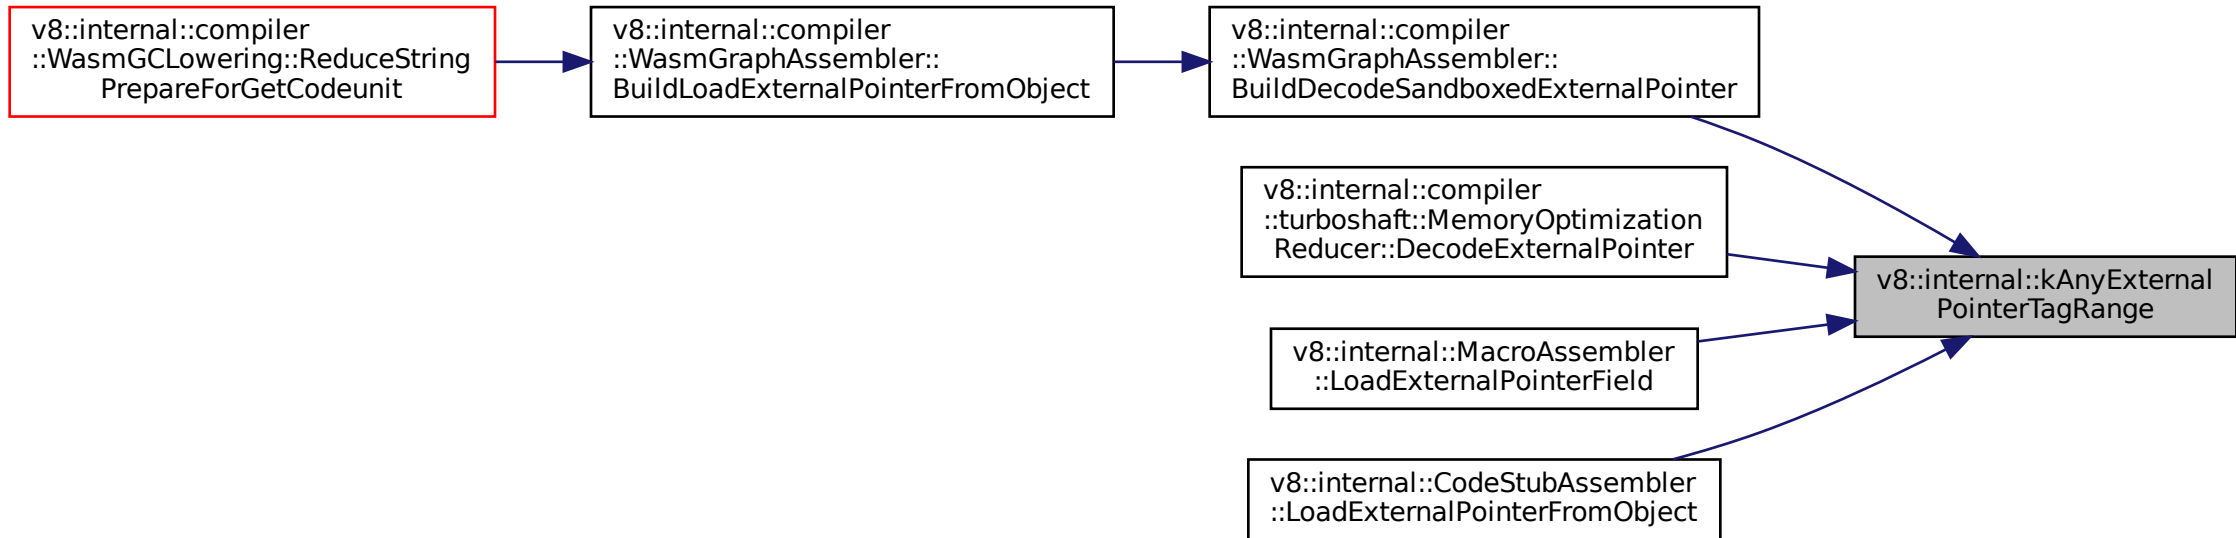 v8::internal::compiler
::WasmGCLowering::ReduceString
PrepareForGetCodeunit
v8::internal::compiler
::WasmGraphAssembler::
BuildLoadExternalPointerFromObject
v8::internal::compiler
::WasmGraphAssembler::
BuildDecodeSandboxedExternalPointer
v8::internal::compiler
::turboshaft::MemoryOptimization
Reducer::DecodeExternalPointer
v8::internal::MacroAssembler
::LoadExternalPointerField
v8::internal::CodeStubAssembler
::LoadExternalPointerFromObject
v8::internal::kAnyExternal
PointerTagRange